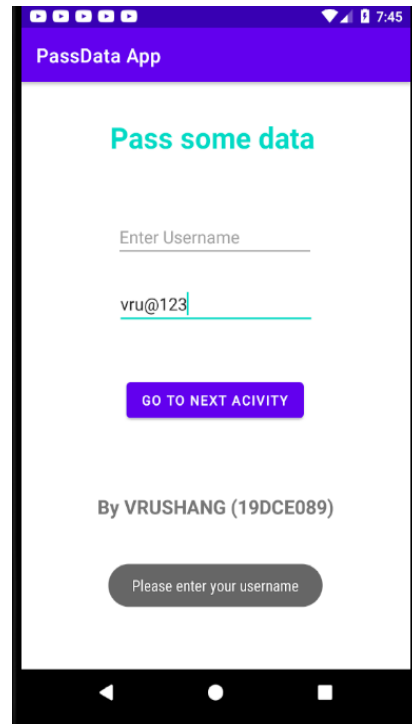 7:45
PassData App
Pass some data
Enter Username
vru@123
GO TO NEXT ACIVITY
By VRUSHANG (19DCE089)
Please enter your username